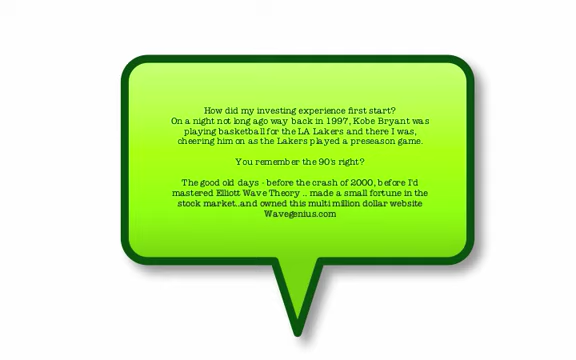 How did my investing experience first start?
On a night not long ago way back in 1997, Kobe Bryant was
playing basketball for the LA Lakers and there I was,
cheering him on as the Lakers played a preseason game.
You remember the 90's right?
The good old days - before the crash of 2000, before I'd
mastered Elliott Wave Theory .. made a small fortune in the
stock market..and owned this multi million dollar website
Wavegenius.com